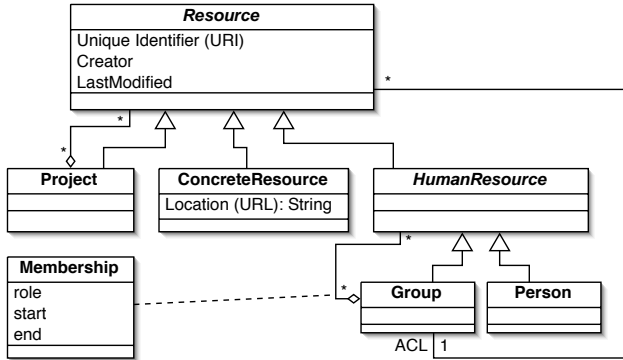 Resource
Unique Identifier (URI)
Creator
LastModified
*
*
*
Project
ConcreteResource
Location (URL): String
HumanResource
*
Membership
role
start
end
*
Group
Person
ACL 1